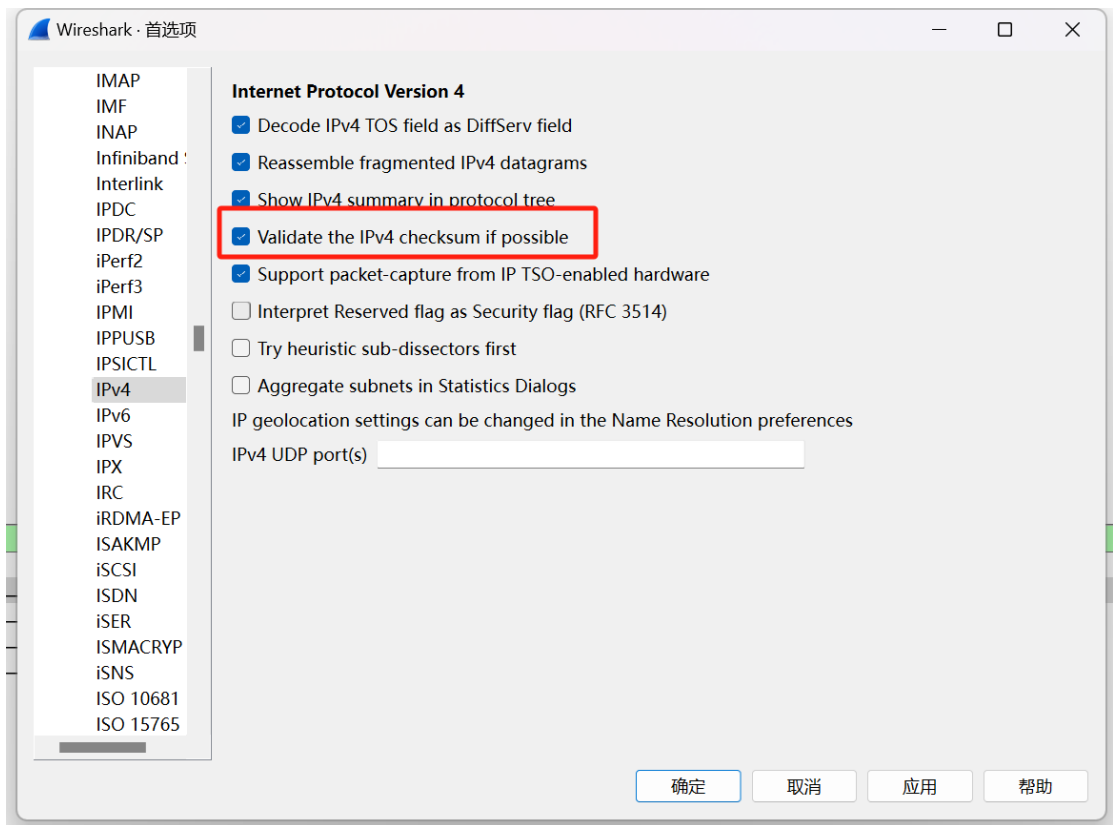 Wireshark · 首选项
IMAP
IMF
INAP
Infiniband
Interlink
IPDC
IPDR/SP
iPerf2
iPerf3
IPMI
IPPUSB
IPSICTL
IPv4
IPv6
IPVS
IPX
IRC
iRDMA-EP
ISAKMP
iSCSI
ISDN
iSER
ISMACRYP
iSNS
ISO 10681
ISO 15765
Internet Protocol Version 4
Decode IPv4 TOS field as DiffServ field
Reassemble fragmented IPv4 datagrams
Show IPv4 summary in protocol tree
Validate the IPv4 checksum if possible
Support packet-capture from IP TSO-enabled hardware
Interpret Reserved flag as Security flag (RFC 3514)
Try heuristic sub-dissectors first
Aggregate subnets in Statistics Dialogs
IP geolocation settings can be changed in the Name Resolution preferences
IPv4 UDP port(s)
确定
取消
应用
帮助